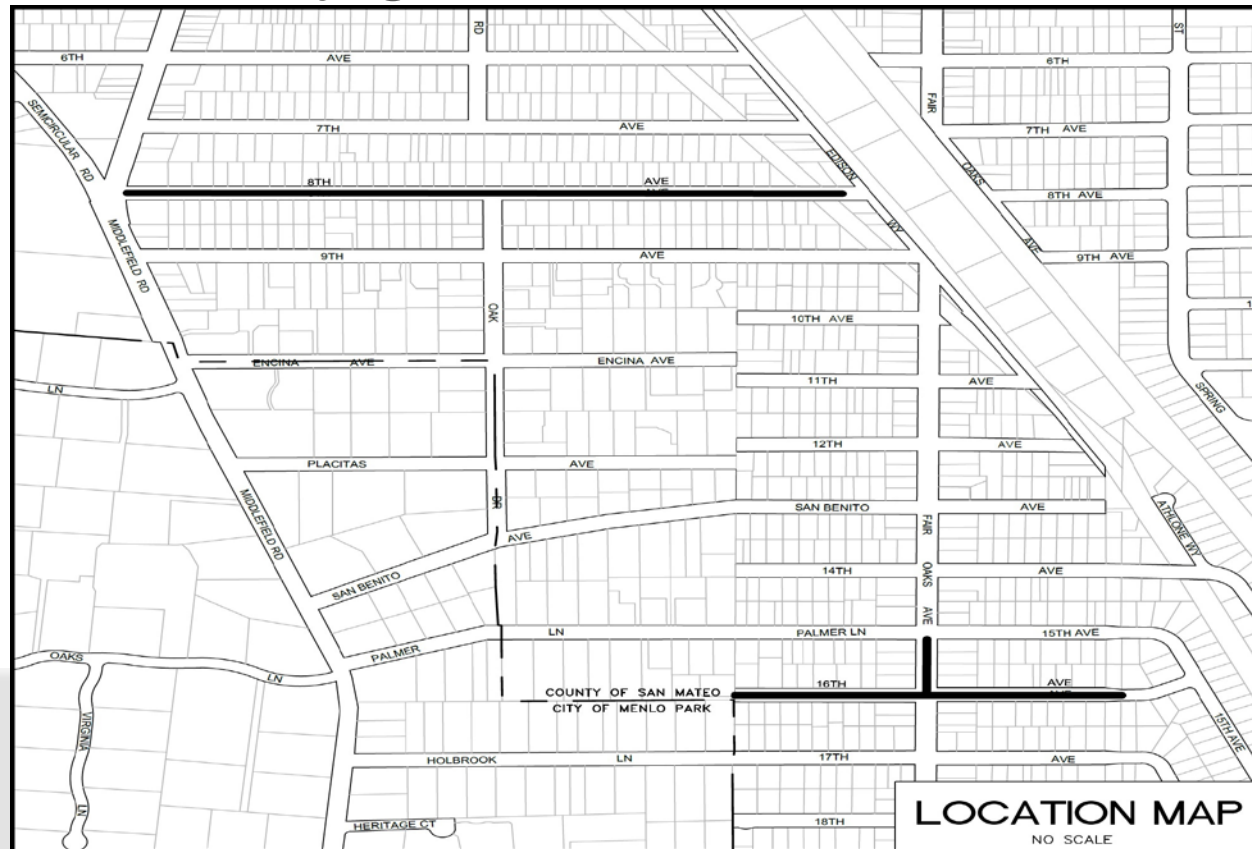 RD
ST
6TH AVE
6TH
FAIR
SEMICIRCULAR RD
7TH AVE
7TH AVE
EDISON WY
OAKS AVE
8TH AVE
8TH AVE
MIDDLEFIELD RD
9TH AVE
9TH AVE
OAK
10TH AVE
ENCINA AVE
ENCINA AVE
11TH AVE
LN
SPRING
12TH AVE
PLACITAS AVE
DR
MIDDLEFIELD RD
SAN BENITO AVE
ATHLONE WY
AVE
FAIR OAKS AVE
14TH AVE
SAN BENITO
PALMER LN
PALMER LN
15TH AVE
OAKS LN
16TH AVE
COUNTY OF SAN MATEO
CITY OF MENLO PARK
VIRGINIA LN
15TH AVE
HOLBROOK LN
17TH AVE
HERITAGE CT
18TH
LOCATION MAP
NO SCALE